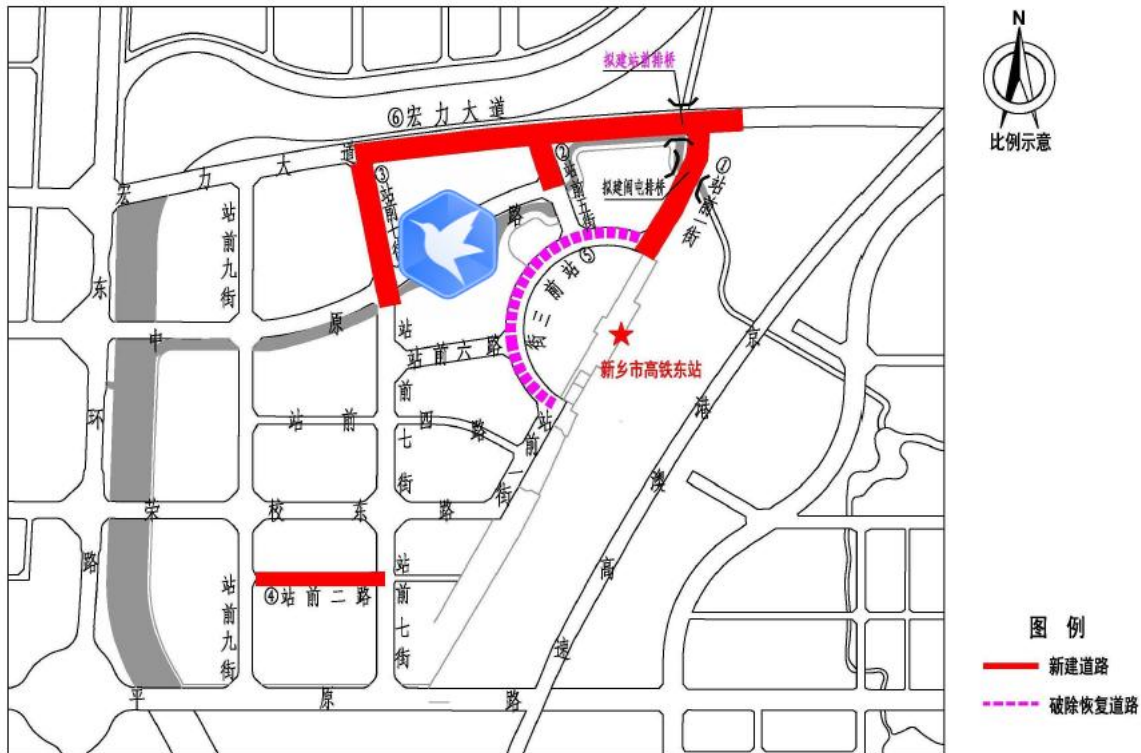 N
比例示意
拟建站前排桥
⑥宏力大道
宏力大道
②站前五街
①站前一街
③站前七街
拟建闾屯排桥
站前九街
路
⑤站前三街
东
中
原
站前六路
新乡市高铁东站
京
港
澳
高
速
环
站前四路
站前七街
站前一街
荣校东路
路
④站前二路
站前九街
站前七街
平原路
图例
新建道路
破除恢复道路